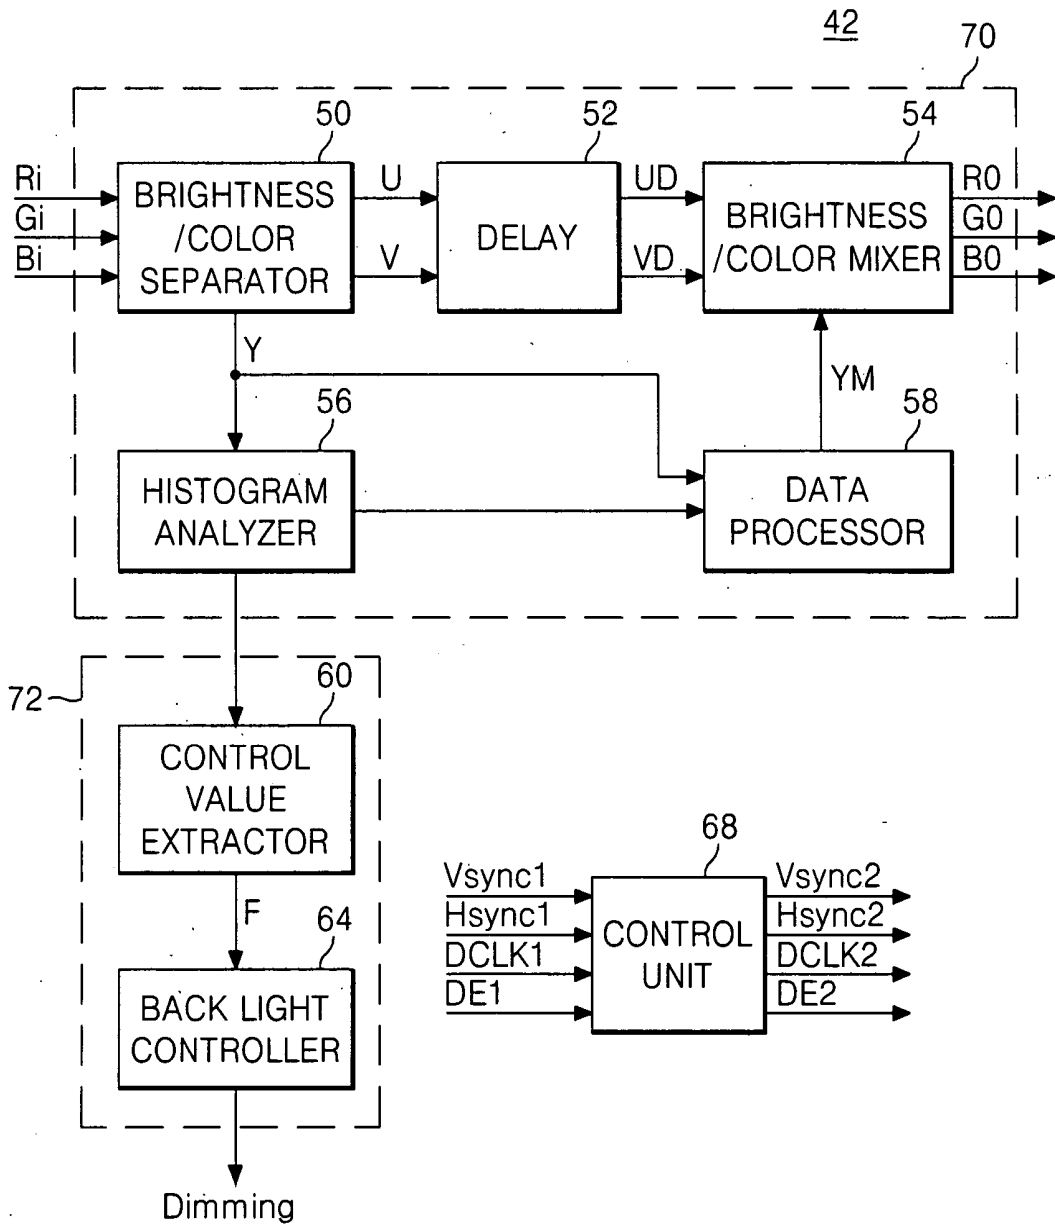 42
70
50
52
54
Ri
Gi
Bi
BRIGHTNESS
/COLOR
SEPARATOR
U
V
DELAY
UD
VD
BRIGHTNESS
/COLOR MIXER
R0
G0
B0
Y
YM
56
58
HISTOGRAM
ANALYZER
DATA
PROCESSOR
72
60
CONTROL
VALUE
EXTRACTOR
F
64
BACK LIGHT
CONTROLLER
Dimming
68
Vsync1
Hsync1
DCLK1
DE1
CONTROL
UNIT
Vsync2
Hsync2
DCLK2
DE2